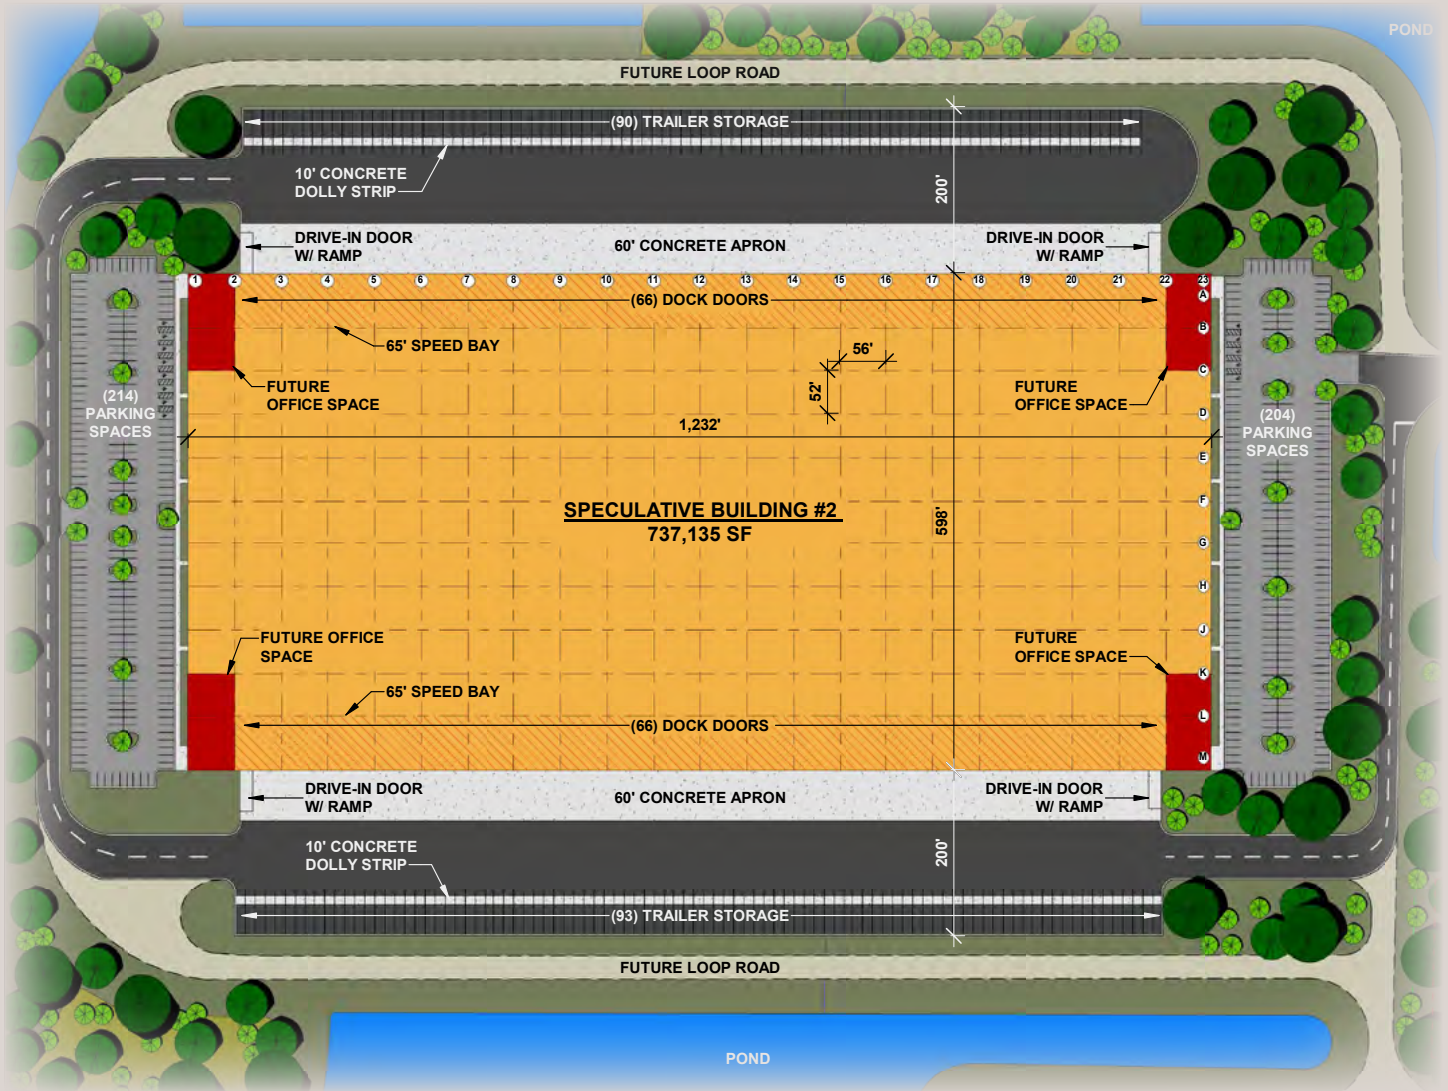 POND
FUTURE LOOP ROAD
(90) TRAILER STORAGE
10' CONCRETE
DOLLY STRIP
200'
DRIVE-IN DOOR
W/ RAMP
60' CONCRETE APRON
DRIVE-IN DOOR
W/ RAMP
1 2 3 4 5 6 7 8 9 10 11 12 13 14 15 16 17 18 19 20 21 22 23
A
(66) DOCK DOORS
B
65' SPEED BAY
56'
52'
C
FUTURE
OFFICE SPACE
FUTURE
OFFICE SPACE
(214)
PARKING
SPACES
(204)
PARKING
SPACES
D
1,232'
E
F
SPECULATIVE BUILDING #2
737,135 SF
598'
G
H
J
FUTURE OFFICE
SPACE
FUTURE
OFFICE SPACE
K
65' SPEED BAY
L
(66) DOCK DOORS
M
DRIVE-IN DOOR
W/ RAMP
60' CONCRETE APRON
DRIVE-IN DOOR
W/ RAMP
10' CONCRETE
DOLLY STRIP
200'
(93) TRAILER STORAGE
FUTURE LOOP ROAD
POND